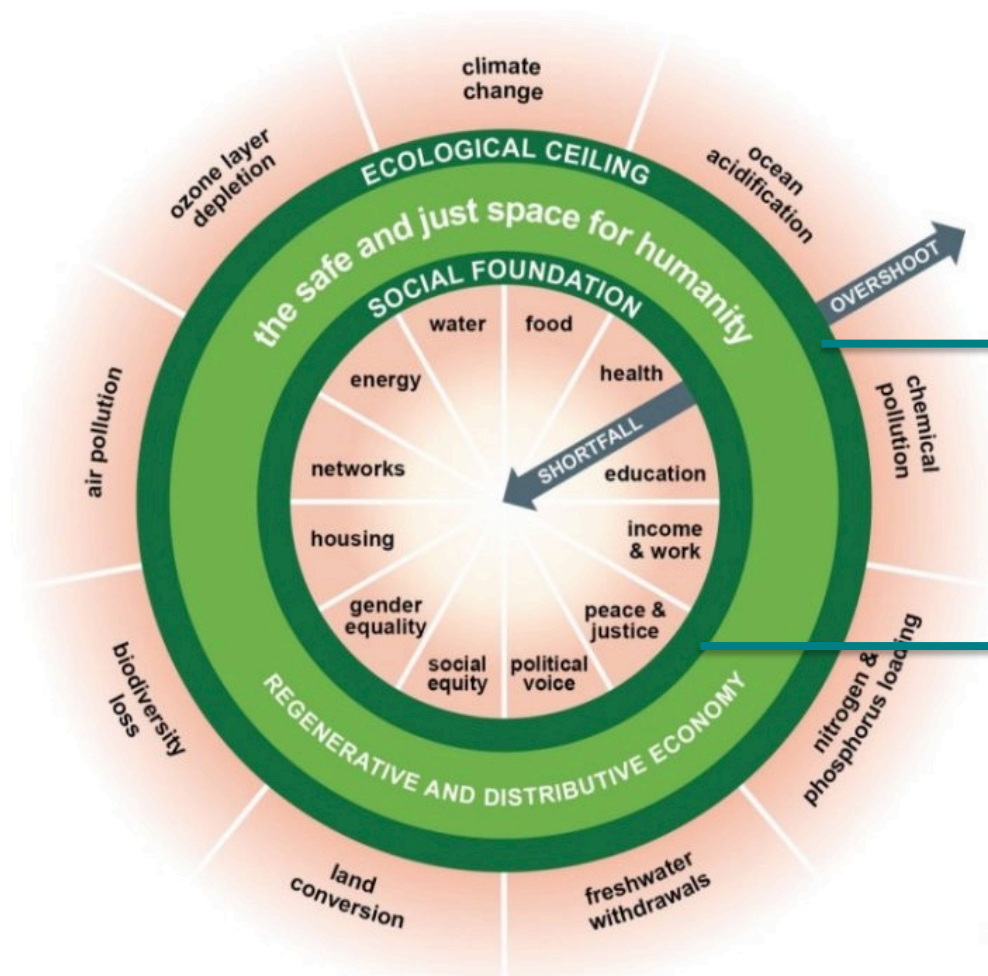 climate
change
ocean
acidification
OVERSHOOT
chemical
pollution
nitrogen &
phosphorus loading
freshwater
withdrawals
land
conversion
biodiversity
loss
air pollution
ozone layer
depletion
ECOLOGICAL CEILING
the safe and just space for humanity
SOCIAL FOUNDATION
water
food
health
SHORTFALL
education
income
& work
peace &
justice
political
voice
social
equity
gender
equality
housing
networks
energy
REGENERATIVE AND DISTRIBUTIVE ECONOMY